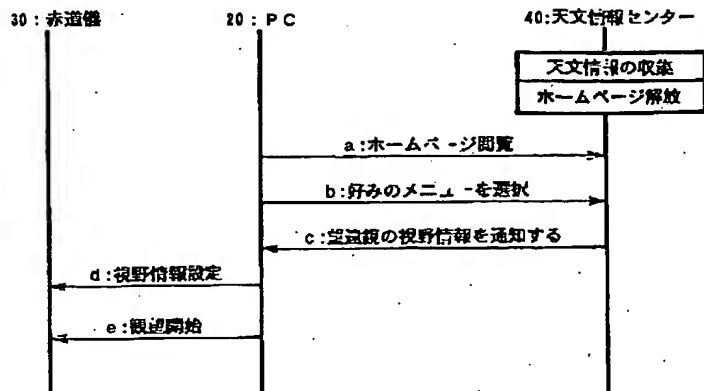 30：赤道儀
20：PC
40:天文情報センター
天文情報の収集
ホームページ解放
a:ホームページ閲覧
b:好みのメニューを選択
c:望遠鏡の視野情報を通知する
d:視野情報設定
e:観望開始